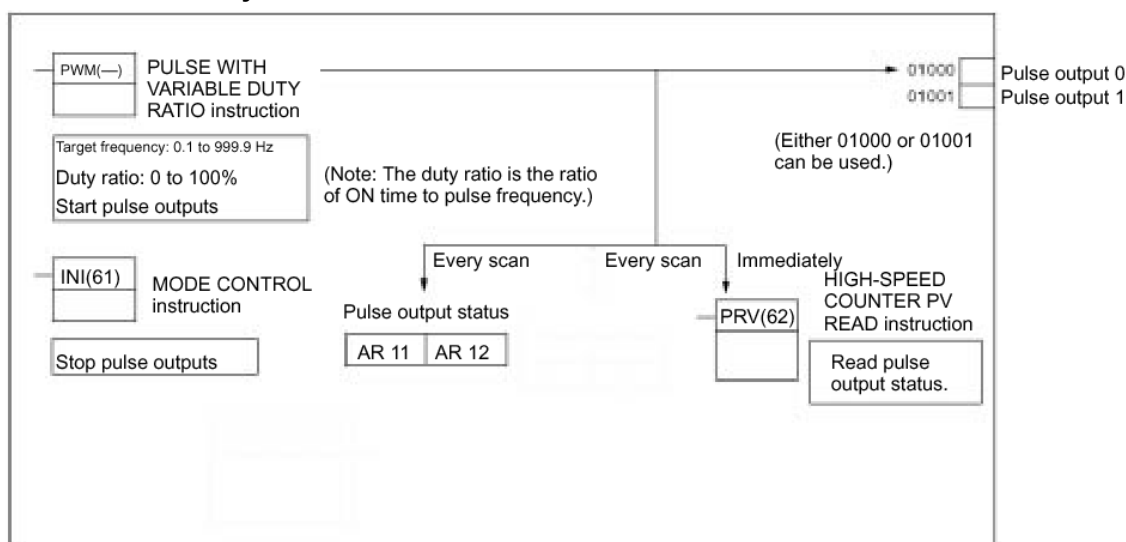 PWM(—)
PULSE WITH
VARIABLE DUTY
RATIO instruction
01000
Pulse output 0
01001
Pulse output 1
(Either 01000 or 01001
can be used.)
Target frequency: 0.1 to 999.9 Hz
Duty ratio: 0 to 100%
Start pulse outputs
(Note: The duty ratio is the ratio
of ON time to pulse frequency.)
Every scan
Every scan
Immediately
INI(61)
MODE CONTROL
instruction
Stop pulse outputs
Pulse output status
AR 11
AR 12
PRV(62)
HIGH-SPEED
COUNTER PV
READ instruction
Read pulse
output status.